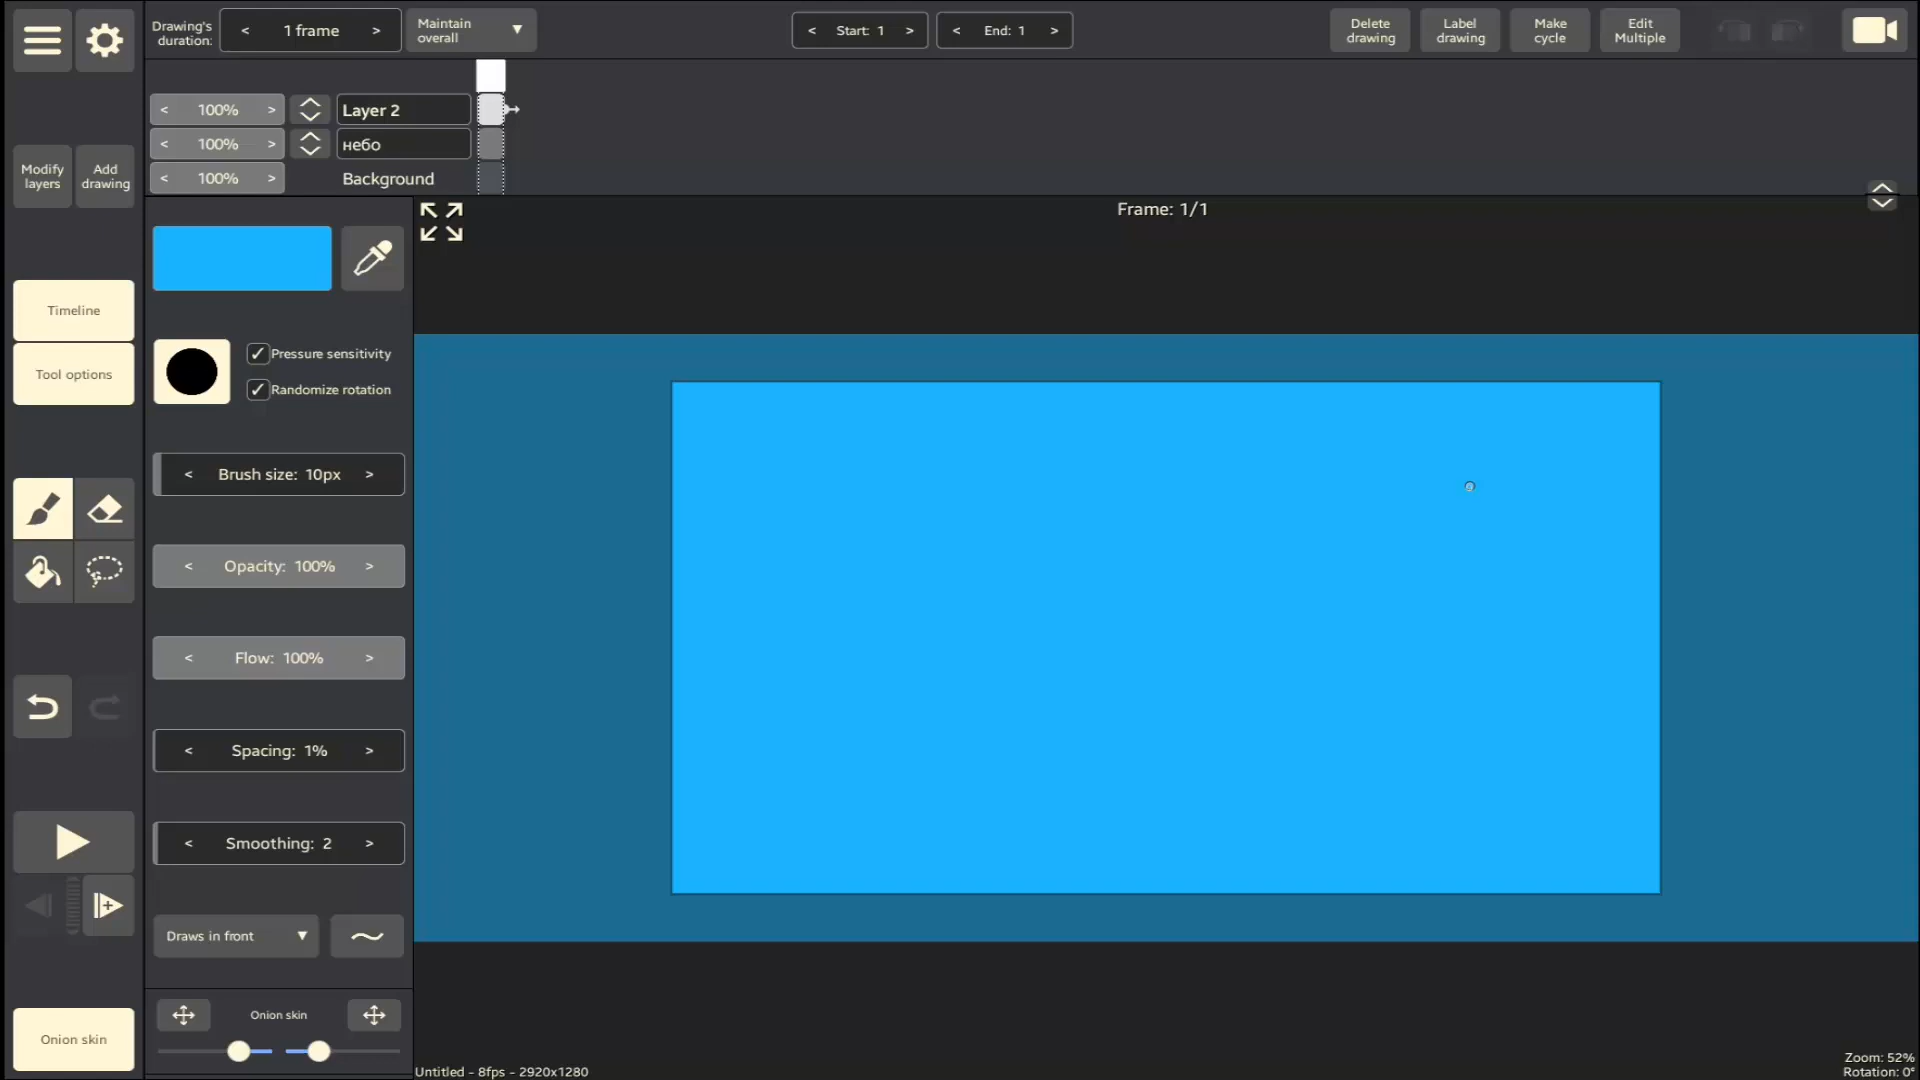 Drawing's
duration:
< 1 frame >
Maintain
overall
< Start: 1 >
< End: 1 >
Delete
drawing
Label
drawing
Make
cycle
Edit
Multiple
< 100% > Layer 2
< 100% > небо
< 100% > Background
Modify
layers
Add
drawing
Frame: 1/1
Timeline
Tool options
Pressure sensitivity
Randomize rotation
< Brush size: 10px >
< Opacity: 100% >
< Flow: 100% >
< Spacing: 1% >
< Smoothing: 2 >
Draws in front
Onion skin
Onion skin
Untitled - 8fps - 2920x1280
Zoom: 52%
Rotation: 0°